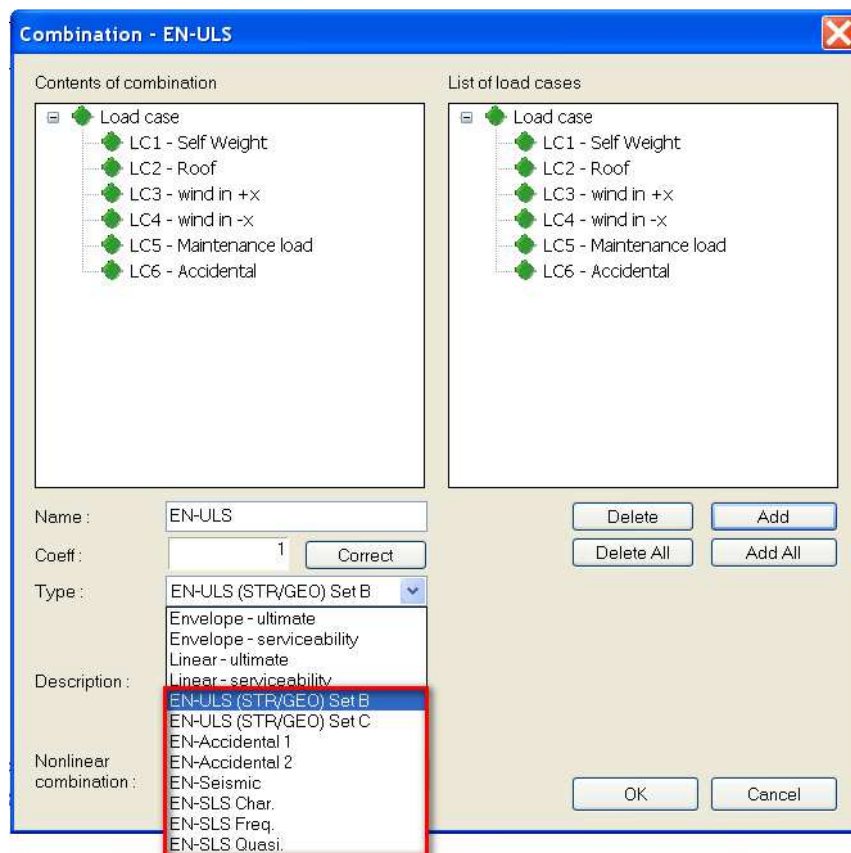 Combination - EN-ULS
Contents of combination
Load case
LC1 - Self Weight
LC2 - Roof
LC3 - wind in +x
LC4 - wind in -x
LC5 - Maintenance load
LC6 - Accidental
List of load cases
Load case
LC1 - Self Weight
LC2 - Roof
LC3 - wind in +x
LC4 - wind in -x
LC5 - Maintenance load
LC6 - Accidental
Name : EN-ULS
Delete Add
Coeff : 1 Correct
Delete All Add All
Type : EN-ULS (STR/GEO) Set B
Envelope - ultimate
Envelope - serviceability
Linear - ultimate
Description : Linear - serviceability
EN-ULS (STR/GEO) Set B
EN-ULS (STR/GEO) Set C
EN-Accidental 1
EN-Accidental 2
EN-Seismic
EN-SLS Char.
EN-SLS Freq.
EN-SLS Quasi.
Nonlinear
combination :
OK Cancel